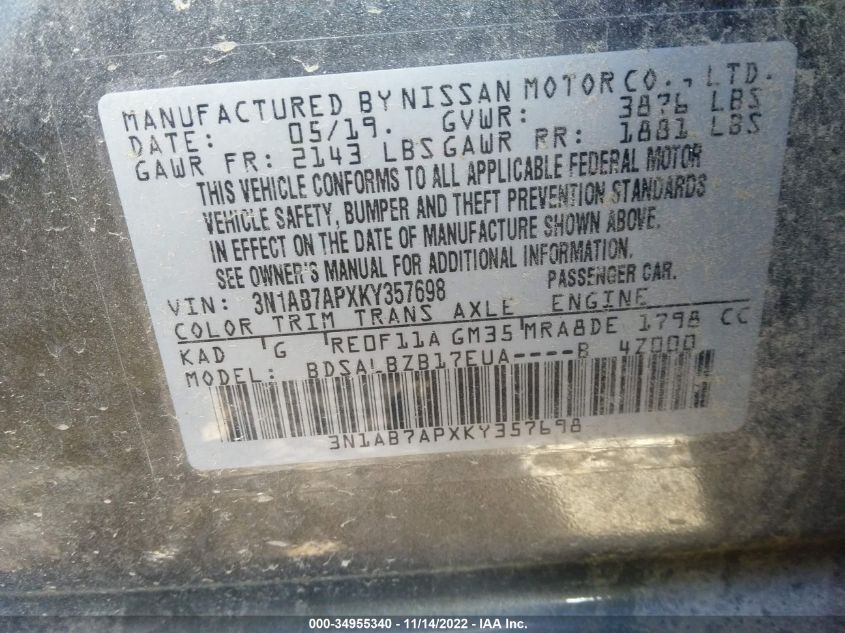 MANUFACTURED BY NISSAN MOTOR CO., LTD.
DATE: 05/19. GVWR: 3876 LBS
GAWR FR: 2143 LBS GAWR RR: 1881 LBS
THIS VEHICLE CONFORMS TO ALL APPLICABLE FEDERAL MOTOR
VEHICLE SAFETY, BUMPER AND THEFT PREVENTION STANDARDS
IN EFFECT ON THE DATE OF MANUFACTURE SHOWN ABOVE.
SEE OWNER'S MANUAL FOR ADDITIONAL INFORMATION.
VIN: 3N1AB7APXKY357698 PASSENGER CAR.
COLOR TRIM TRANS AXLE ENGINE
KAD G RE0F11A GM35 MRA8DE 1798 CC
MODEL: BDSALBZB17EUA----B 4Z000
3N1AB7APXKY357698
000-34955340 - 11/14/2022 - © IAA, Inc.